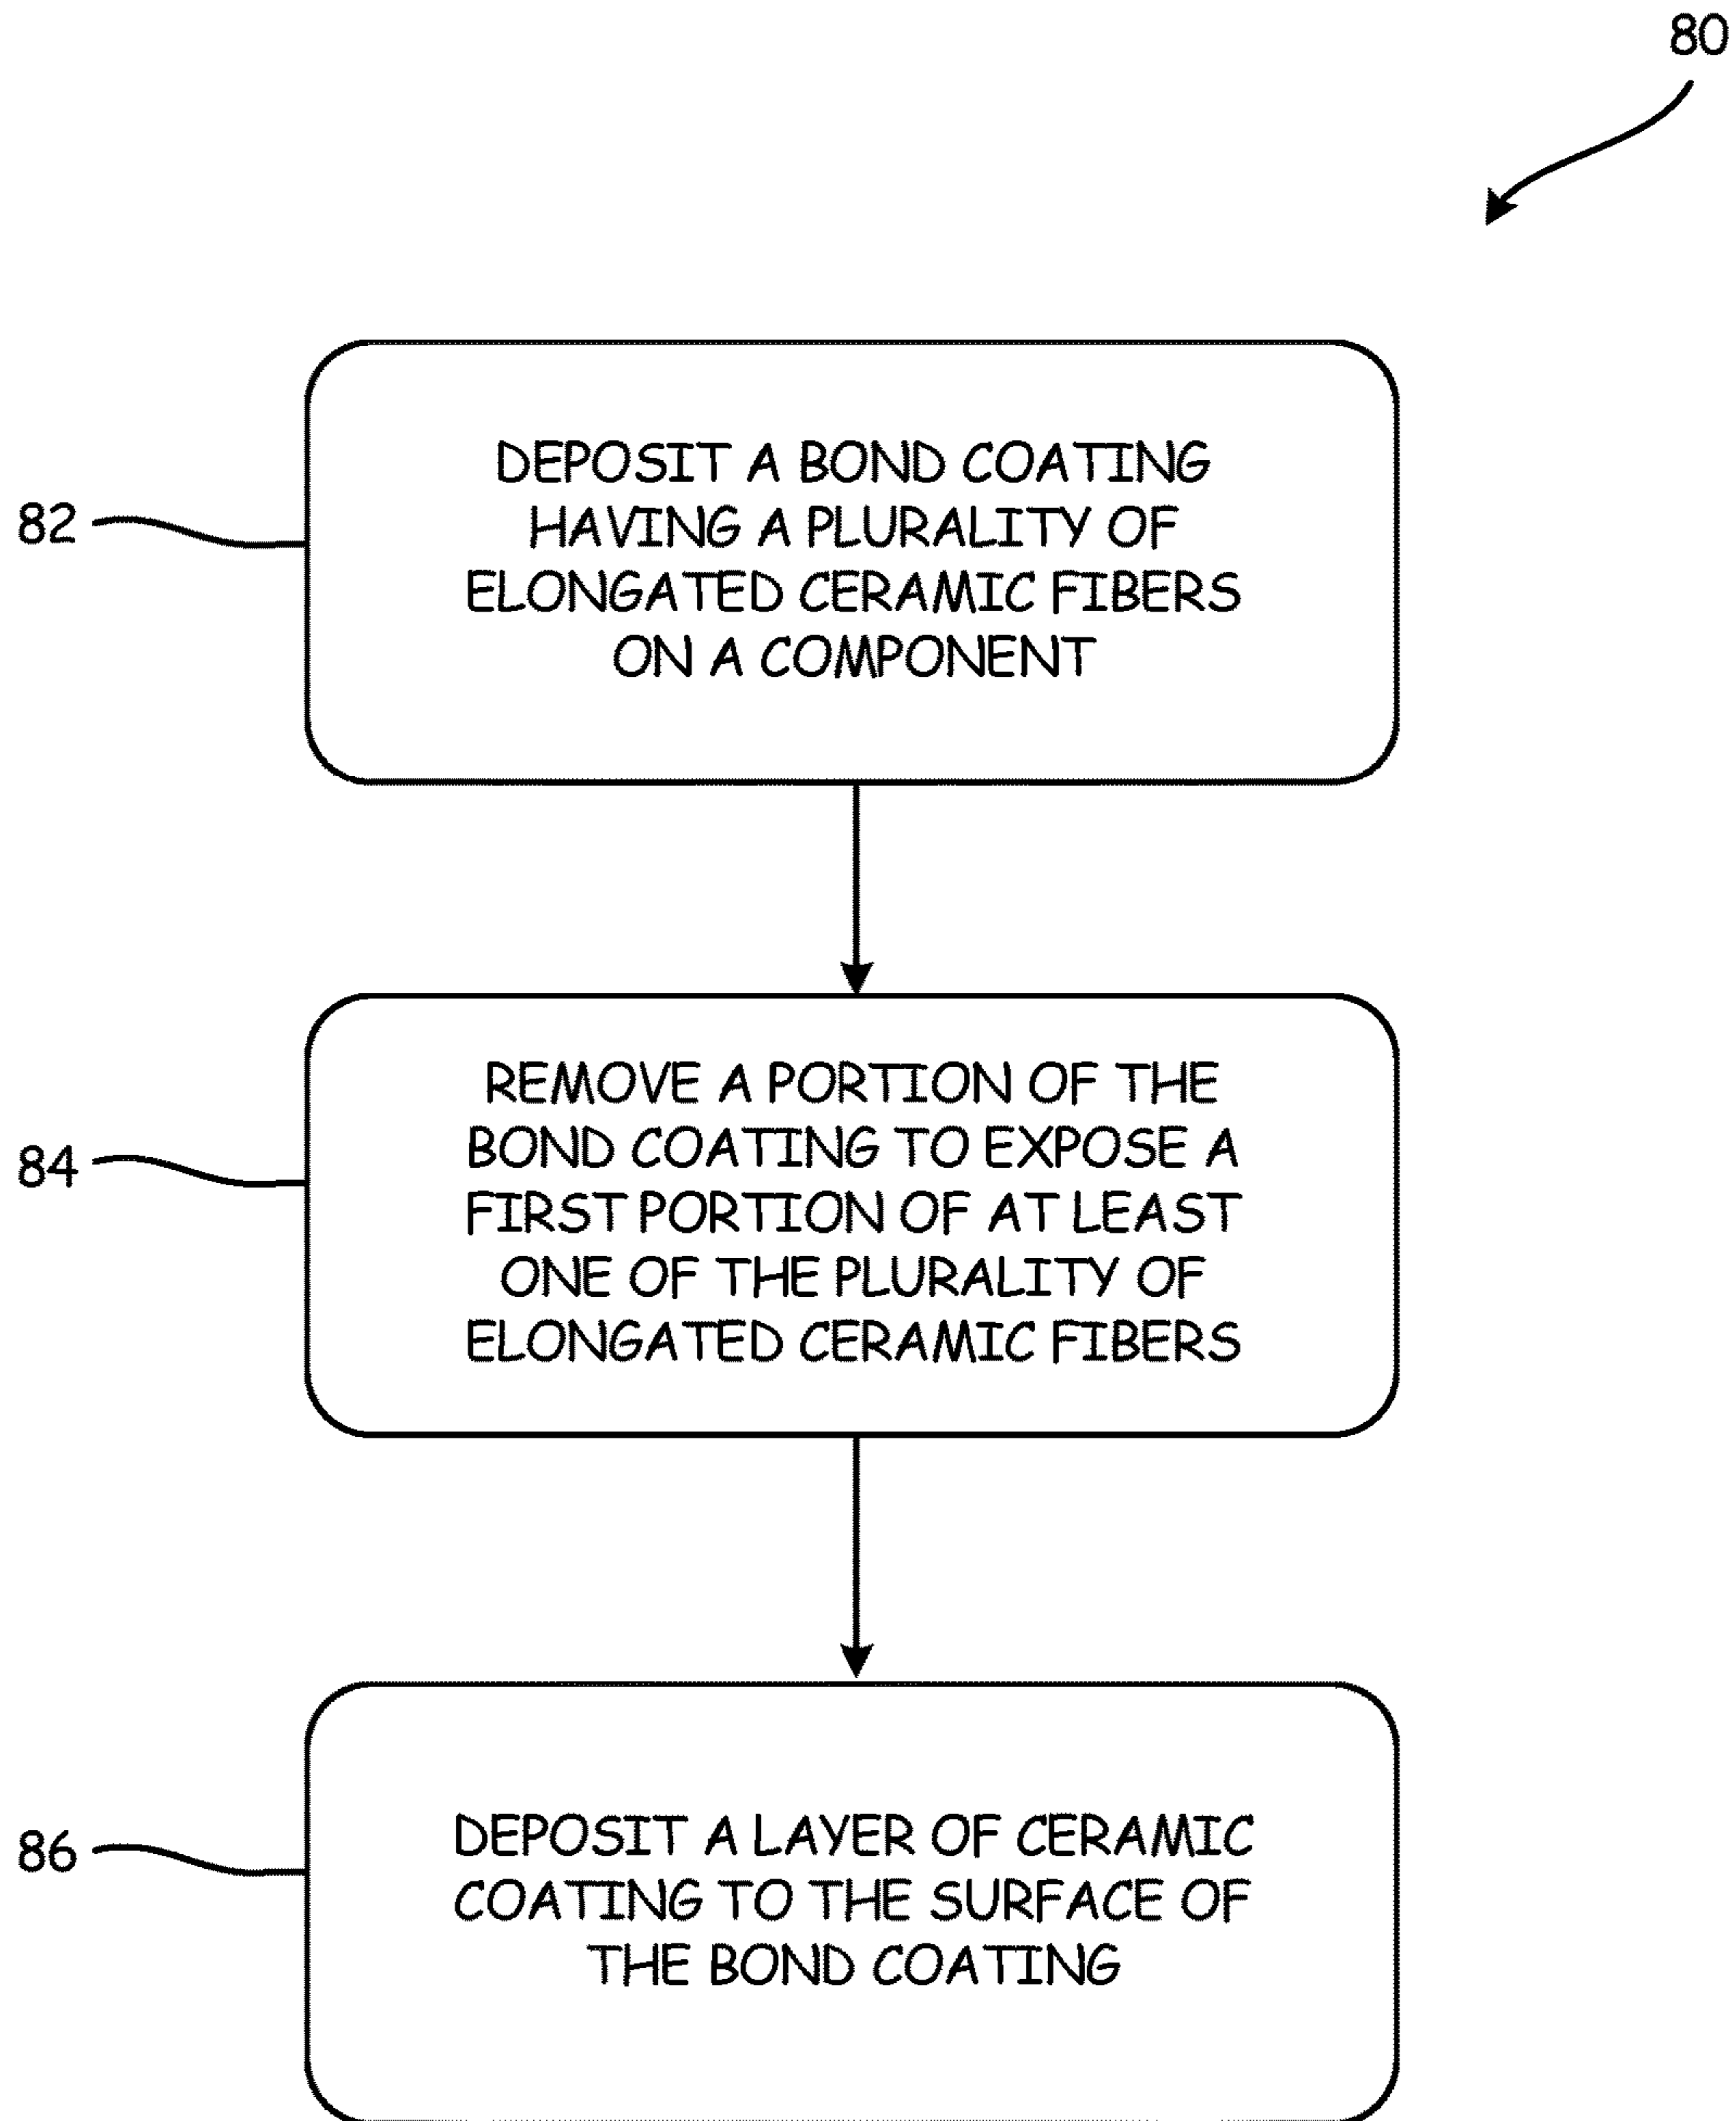 80
82
DEPOSIT A BOND COATING
HAVING A PLURALITY OF
ELONGATED CERAMIC FIBERS
ON A COMPONENT
84
REMOVE A PORTION OF THE
BOND COATING TO EXPOSE A
FIRST PORTION OF AT LEAST
ONE OF THE PLURALITY OF
ELONGATED CERAMIC FIBERS
86
DEPOSIT A LAYER OF CERAMIC
COATING TO THE SURFACE OF
THE BOND COATING